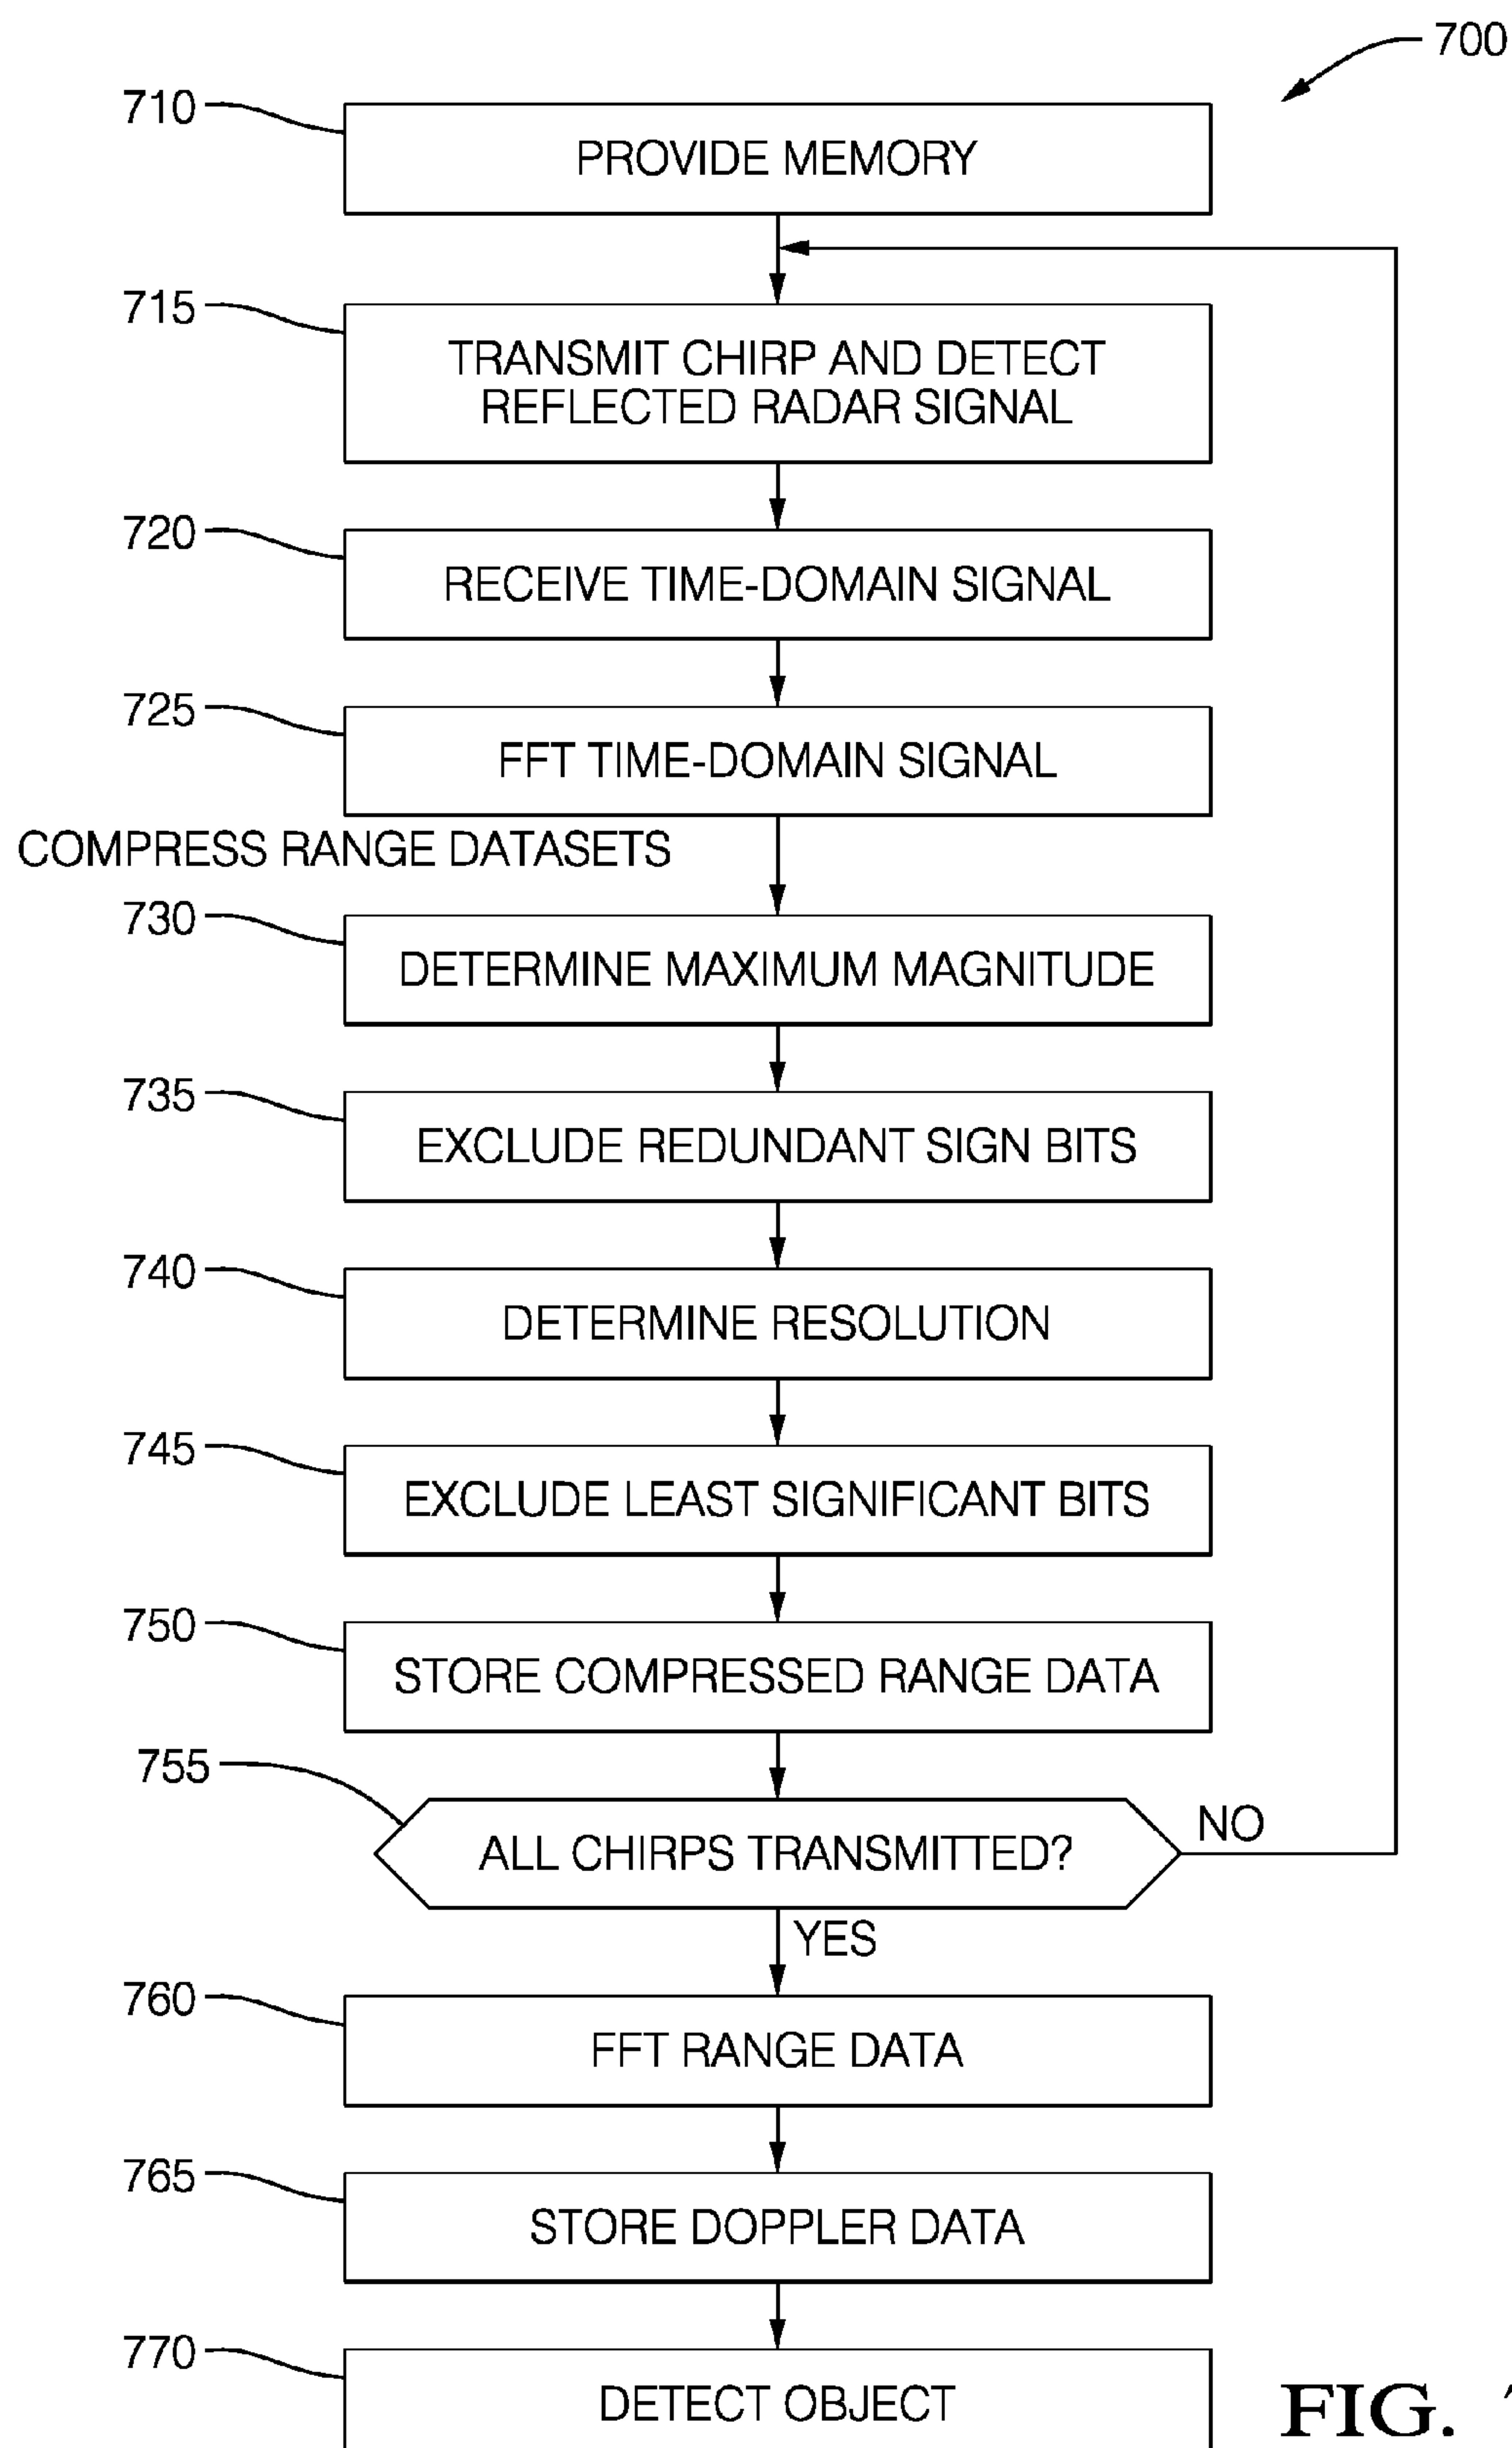 700
710
PROVIDE MEMORY
715
TRANSMIT CHIRP AND DETECT
REFLECTED RADAR SIGNAL
720
RECEIVE TIME-DOMAIN SIGNAL
725
FFT TIME-DOMAIN SIGNAL
COMPRESS RANGE DATASETS
730
DETERMINE MAXIMUM MAGNITUDE
735
EXCLUDE REDUNDANT SIGN BITS
740
DETERMINE RESOLUTION
745
EXCLUDE LEAST SIGNIFICANT BITS
750
STORE COMPRESSED RANGE DATA
755
ALL CHIRPS TRANSMITTED?
NO
YES
760
FFT RANGE DATA
765
STORE DOPPLER DATA
770
DETECT OBJECT
FIG.